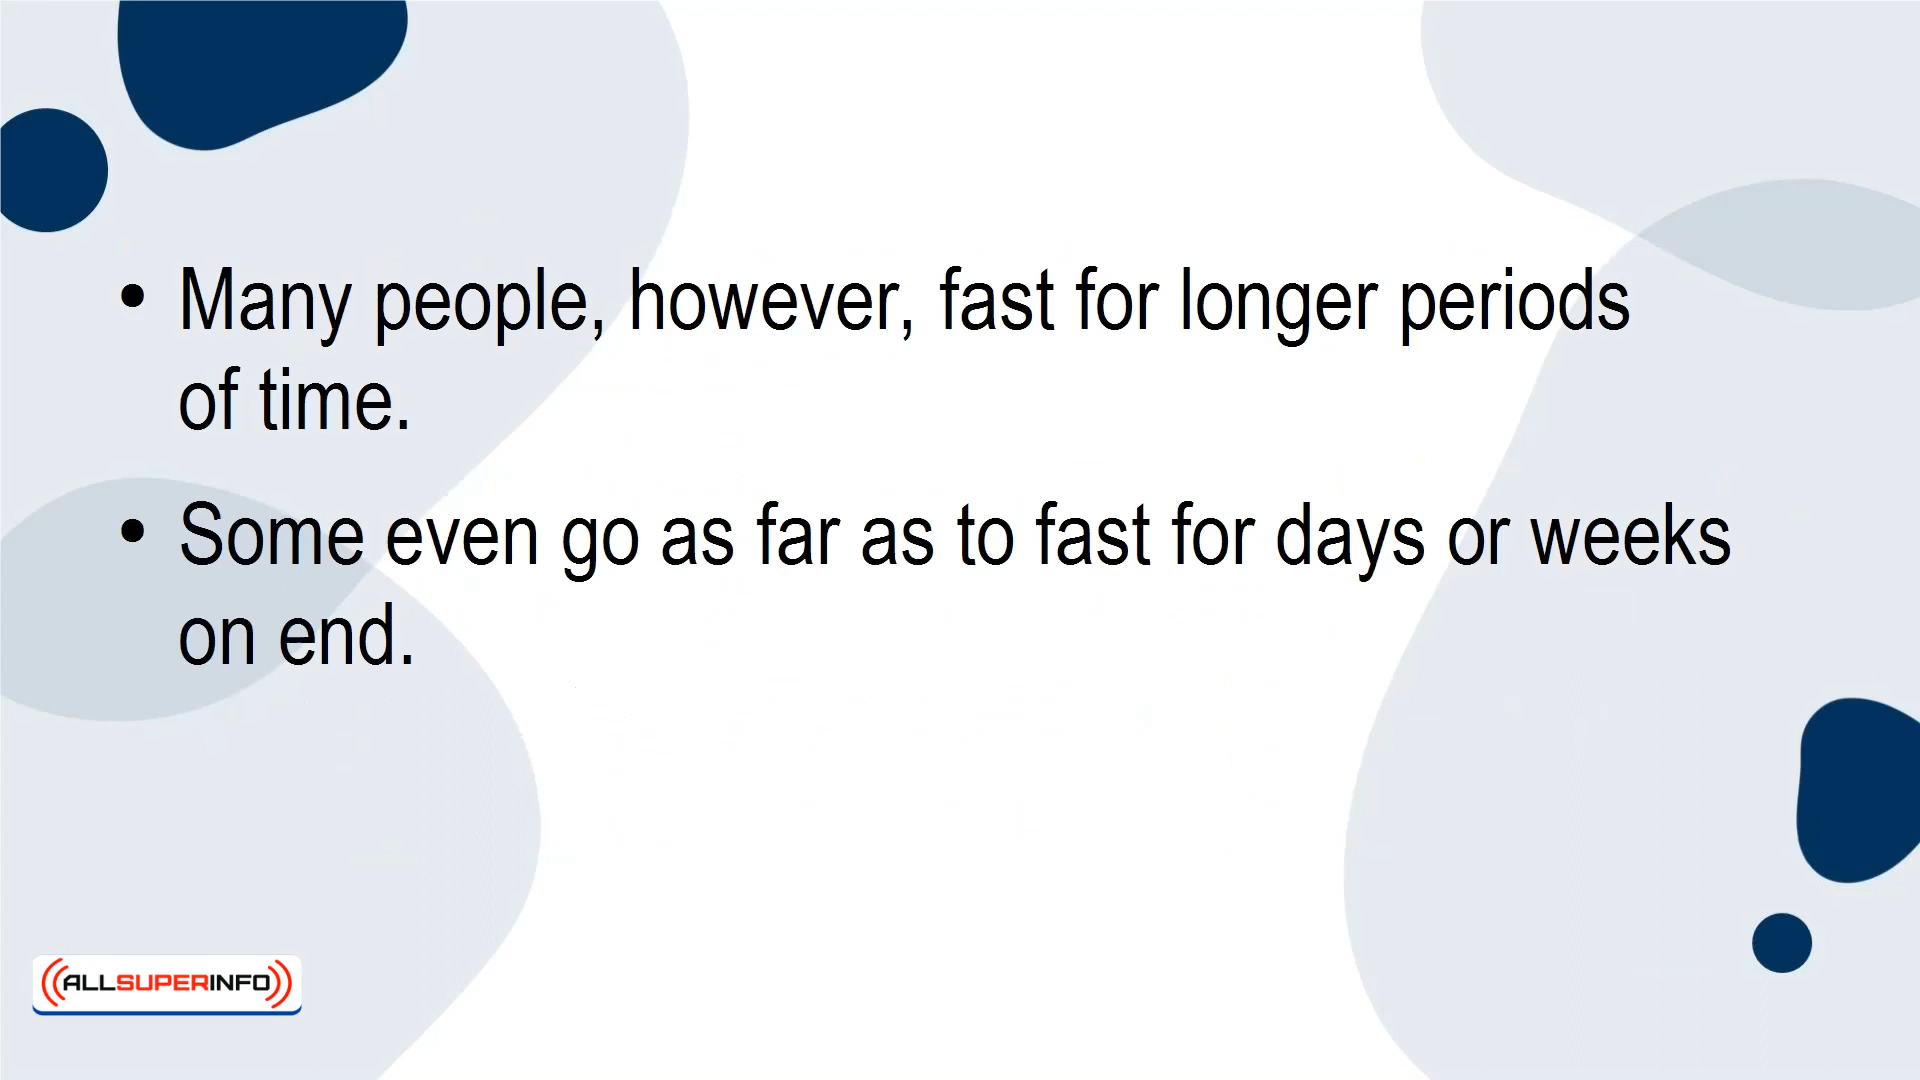 • Many people, however, fast for longer periods
of time.
• Some even go as far as to fast for days or weeks
on end.
ALLSUPERINFO